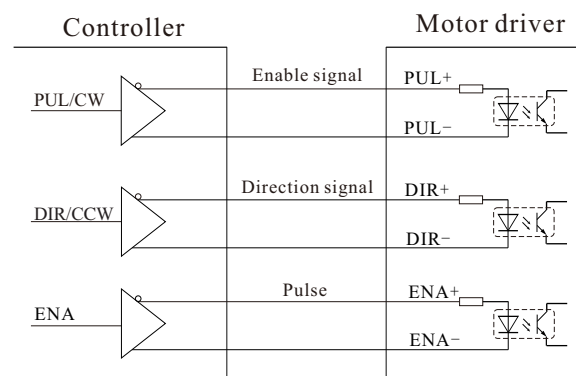 Controller
Motor driver
Enable signal
PUL+
PUL/CW
PUL−
Direction signal
DIR+
DIR/CCW
DIR−
Pulse
ENA+
ENA
ENA−